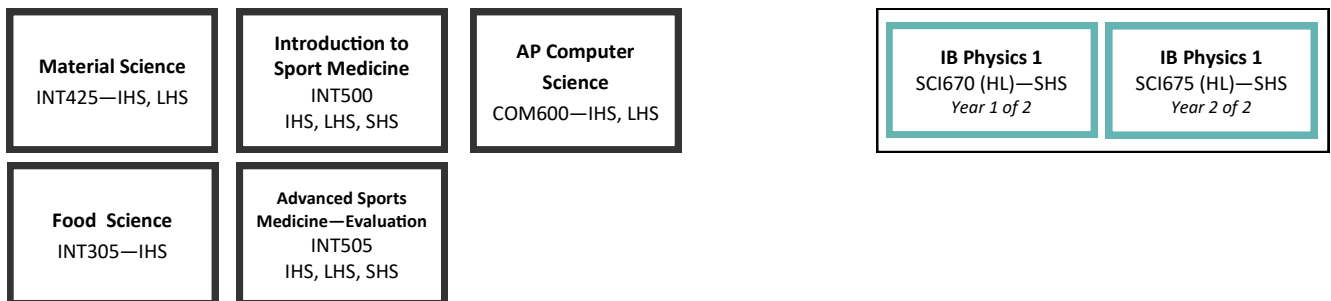 Material Science
INT425—IHS, LHS
Introduction to
Sport Medicine
INT500
IHS, LHS, SHS
AP Computer
Science
COM600—IHS, LHS
IB Physics 1
SCI670 (HL)—SHS
Year 1 of 2
IB Physics 1
SCI675 (HL)—SHS
Year 2 of 2
Food Science
INT305—IHS
Advanced Sports
Medicine—Evaluation
INT505
IHS, LHS, SHS